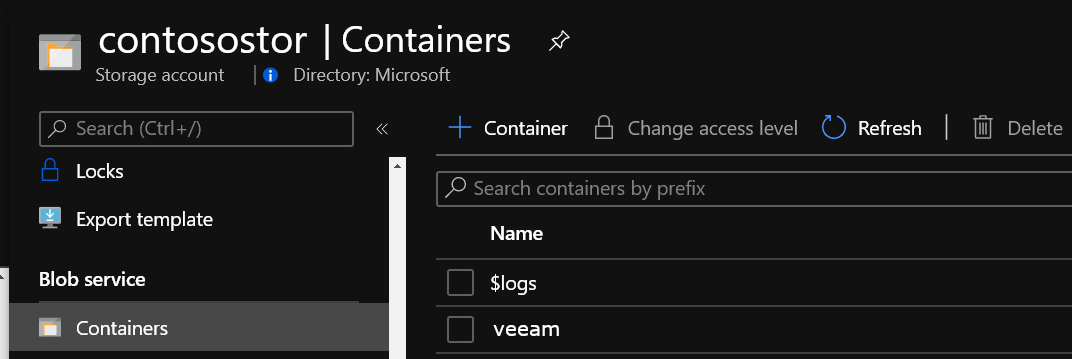 contosostor | Containers
Storage account | Directory: Microsoft
Search (Ctrl+/)
«
Container
Change access level
Refresh
Delete
Locks
Export template
Blob service
Containers
Search containers by prefix
Name
$logs
veeam